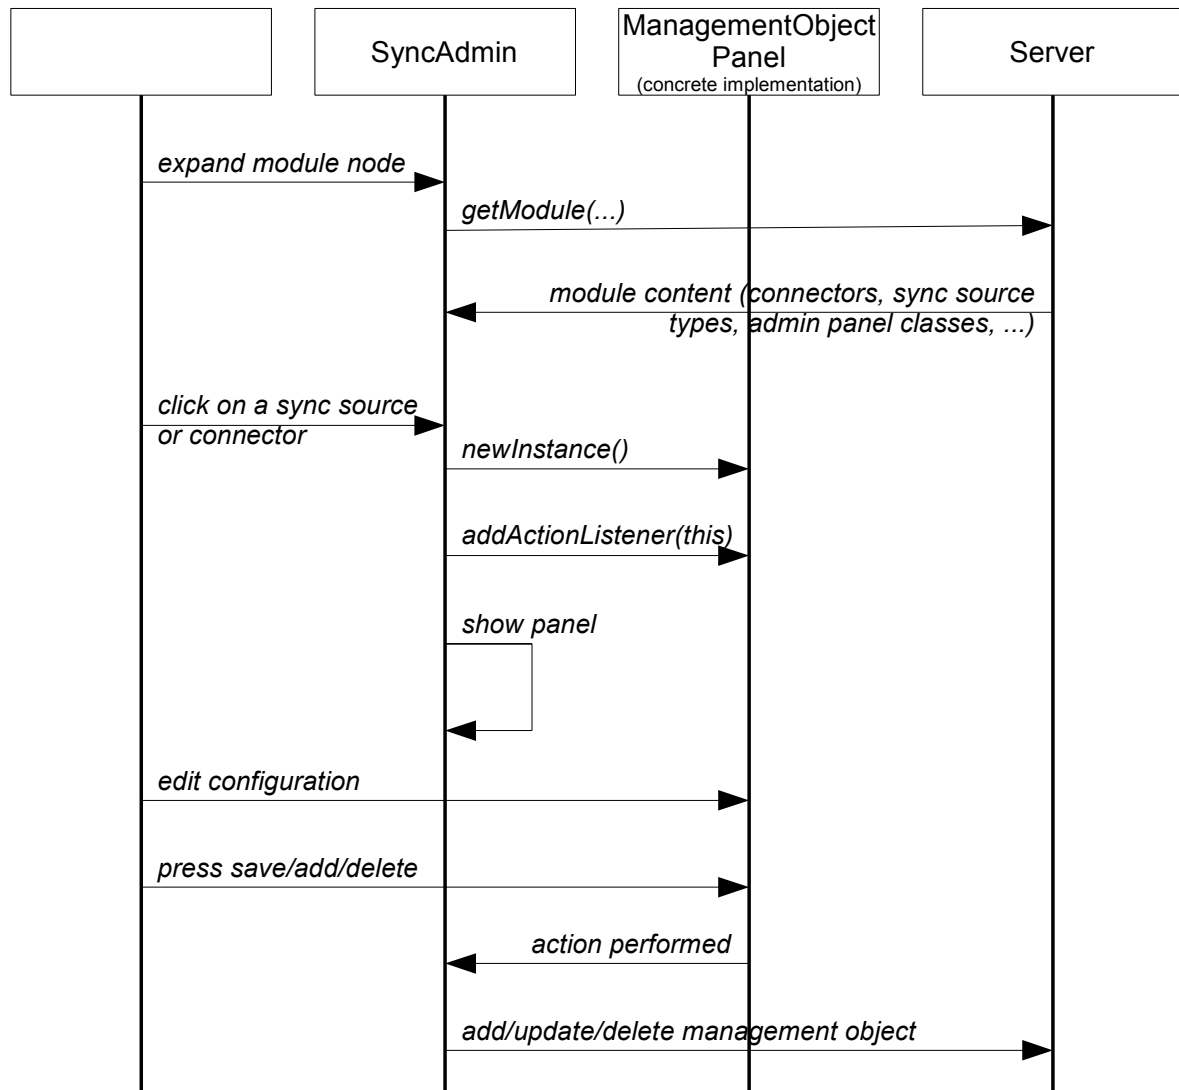 SyncAdmin
ManagementObject
Panel
(concrete implementation)
Server
expand module node
getModule(...)
module content (connectors, sync source
types, admin panel classes, ...)
click on a sync source
or connector
newInstance()
addActionListener(this)
show panel
edit configuration
press save/add/delete
action performed
add/update/delete management object